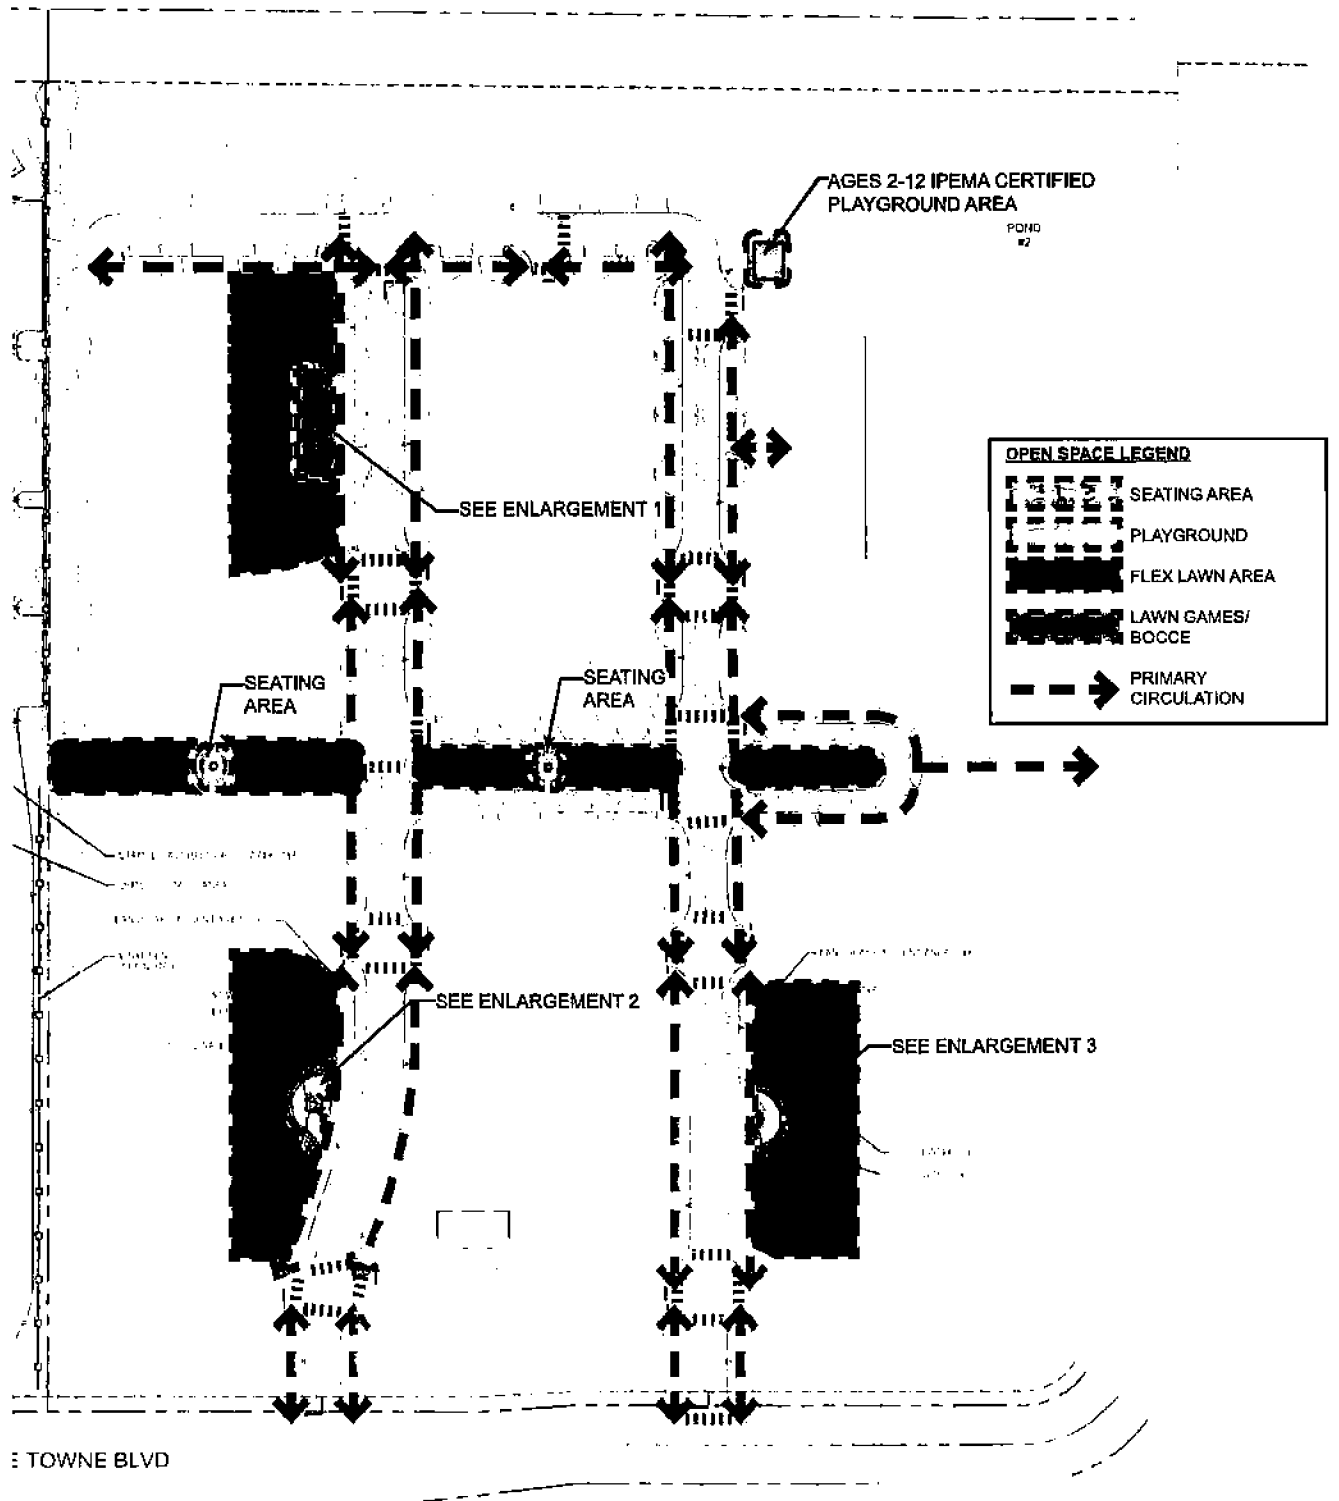 AGES 2-12 IPEMA CERTIFIED
PLAYGROUND AREA
POND
#2
OPEN SPACE LEGEND
SEATING AREA
PLAYGROUND
FLEX LAWN AREA
LAWN GAMES/
BOCCE
PRIMARY
CIRCULATION
SEE ENLARGEMENT 1
SEATING
AREA
SEATING
AREA
SEE ENLARGEMENT 2
SEE ENLARGEMENT 3
TOWNE BLVD